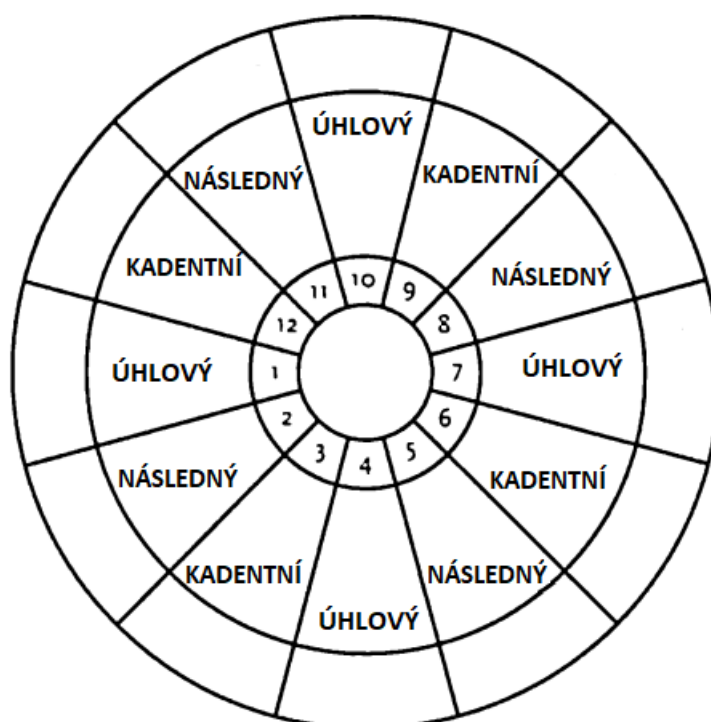 ÚHLOVÝ
KADENTNÍ
NÁSLEDNÝ
NÁSLEDNÝ
KADENTNÍ
10
11
9
12
8
ÚHLOVÝ
1
7
ÚHLOVÝ
2
6
3
5
4
NÁSLEDNÝ
KADENTNÍ
KADENTNÍ
NÁSLEDNÝ
ÚHLOVÝ